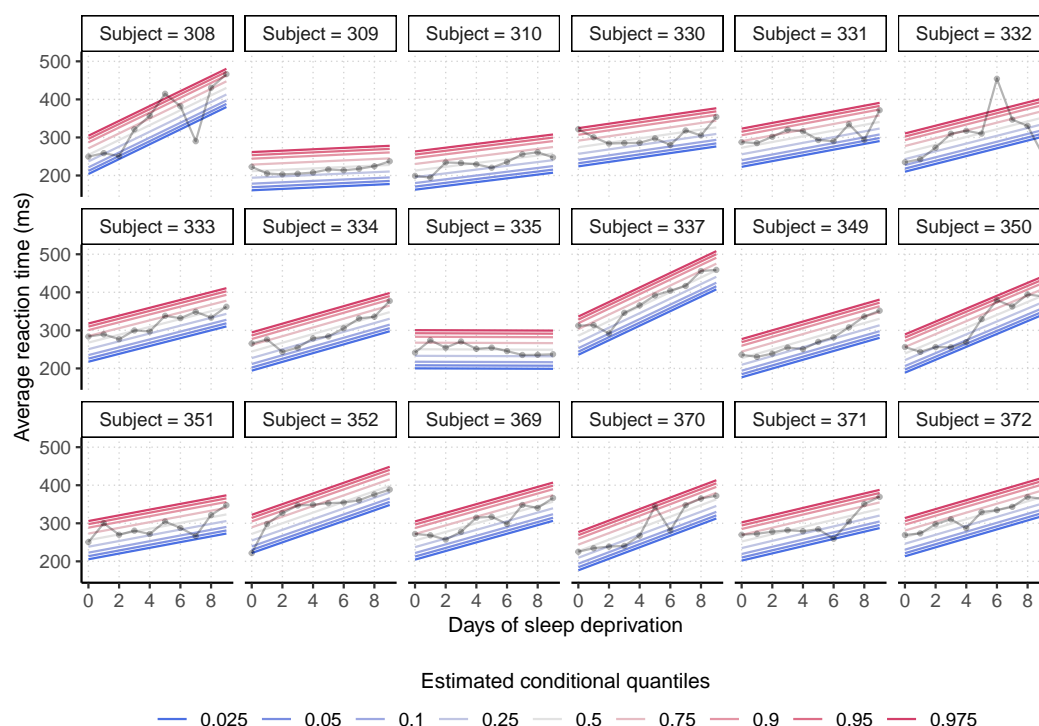 Subject = 308 Subject = 309 Subject = 310 Subject = 330 Subject = 331 Subject = 332
500
400
300
200
Subject = 333 Subject = 334 Subject = 335 Subject = 337 Subject = 349 Subject = 350
500
400
300
200
Subject = 351 Subject = 352 Subject = 369 Subject = 370 Subject = 371 Subject = 372
500
400
300
200
Average reaction time (ms)
0 2 4 6 8 0 2 4 6 8 0 2 4 6 8 0 2 4 6 8 0 2 4 6 8 0 2 4 6 8
Days of sleep deprivation
Estimated conditional quantiles
0.025 0.05 0.1 0.25 0.5 0.75 0.9 0.95 0.975